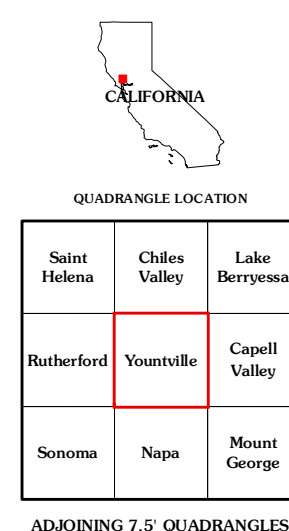 CALIFORNIA
QUADRANGLE LOCATION
Saint
Helena
Chiles
Valley
Lake
Berryessa
Rutherford
Yountville
Capell
Valley
Sonoma
Napa
Mount
George
ADJOINING 7.5' QUADRANGLES